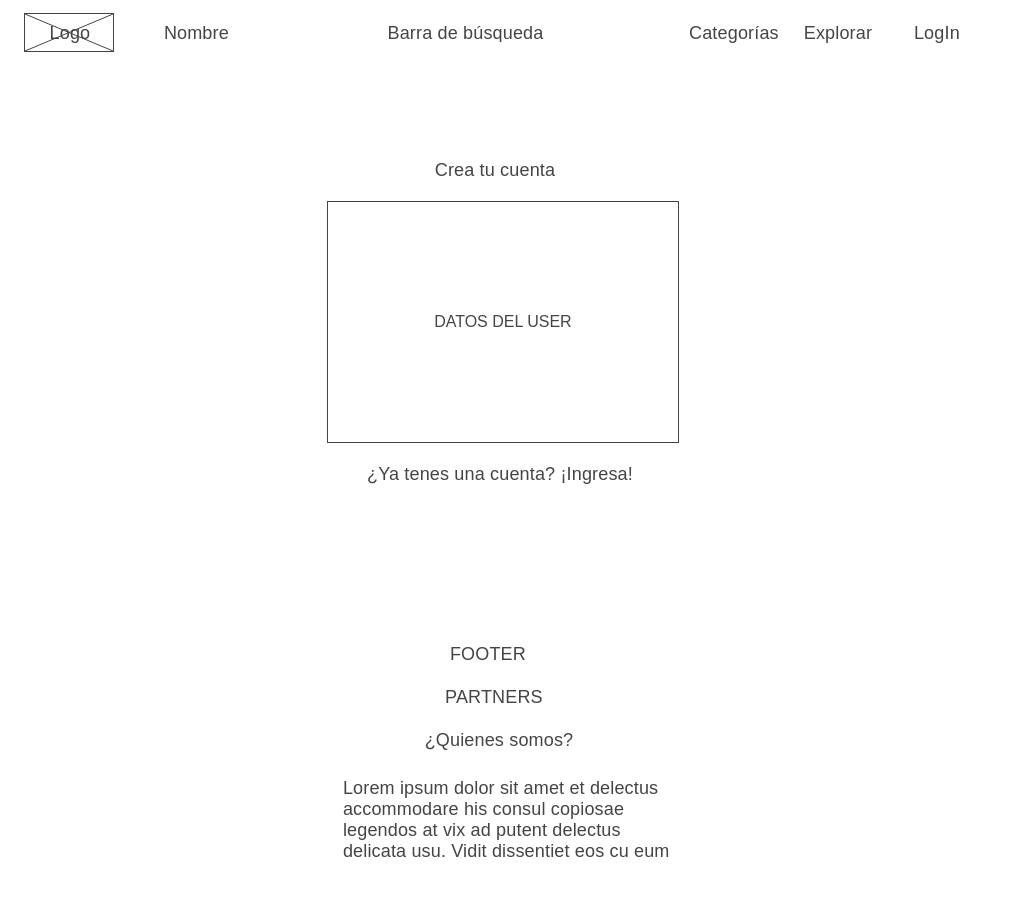 Logo Nombre Barra de búsqueda Categorías Explorar LogIn
Crea tu cuenta
DATOS DEL USER
¿Ya tenes una cuenta? ¡Ingresa!
FOOTER
PARTNERS
¿Quienes somos?
Lorem ipsum dolor sit amet et delectus
accommodare his consul copiosae
legendos at vix ad putent delectus
delicata usu. Vidit dissentiet eos cu eum